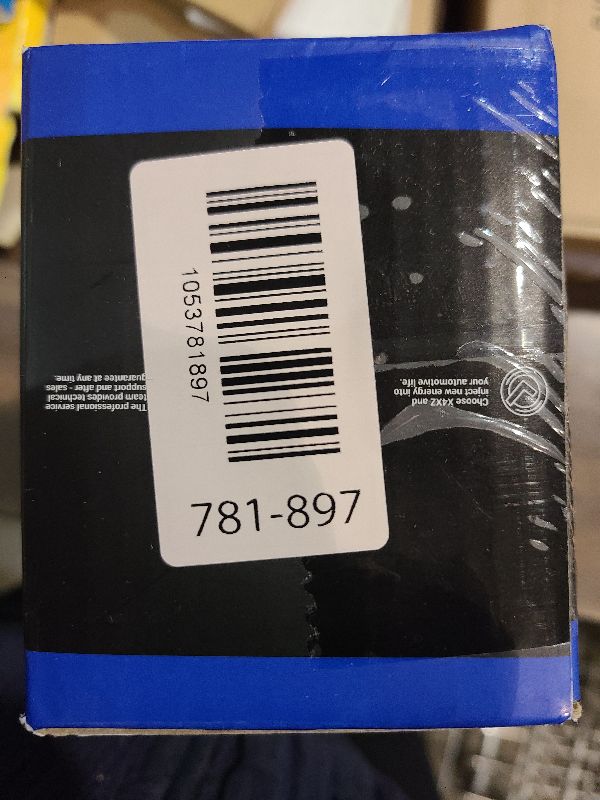 1053781897
781-897
Choose X4XZ and
inject new energy into
your automotive life.
The professional service
team provides technical
support and after - sales
guarantee at any time.